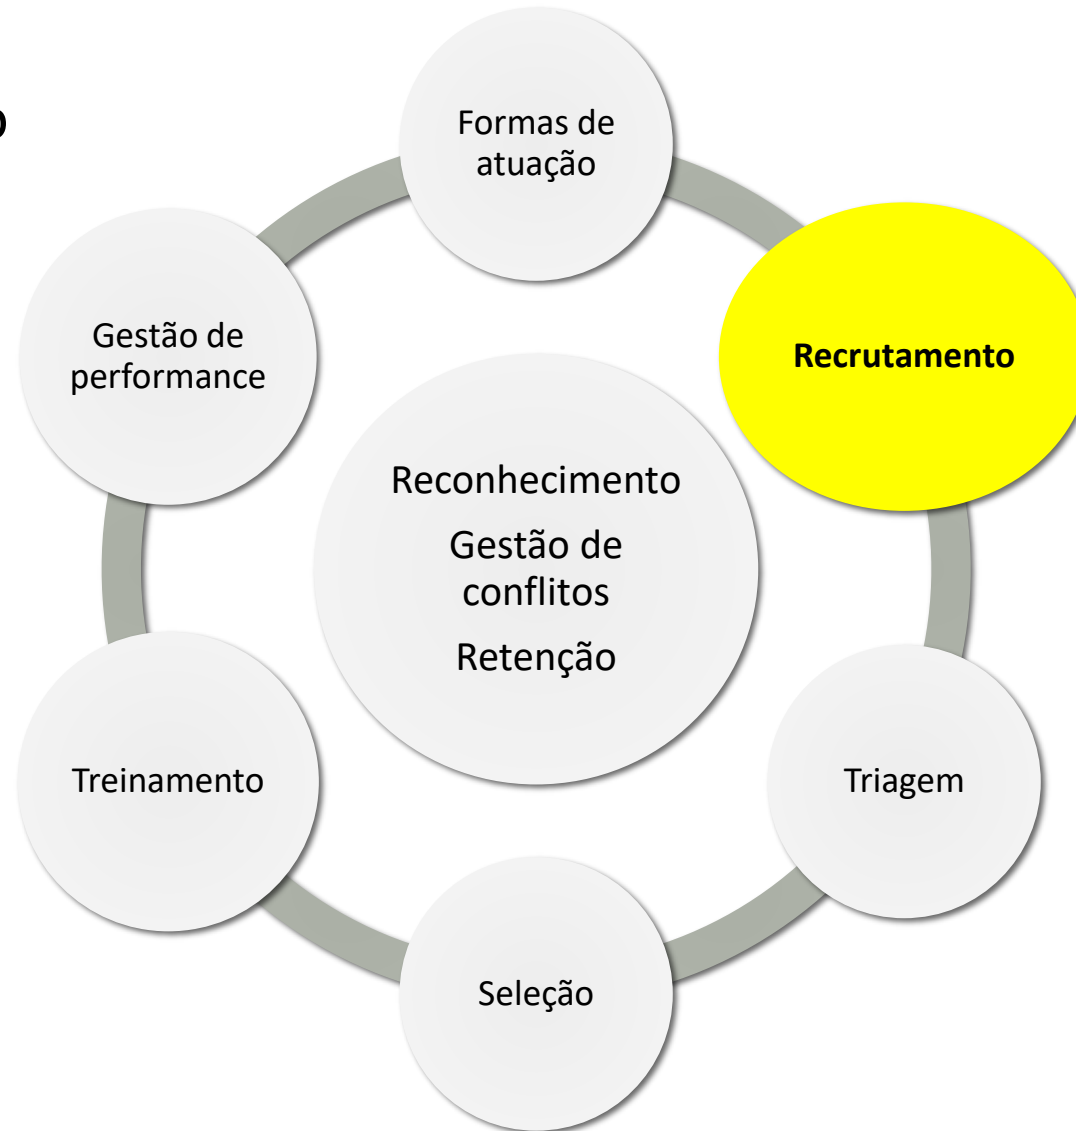 Formas de
atuação
Recrutamento
Triagem
Seleção
Treinamento
Gestão de
performance
Reconhecimento
Gestão de
conflitos
Retenção